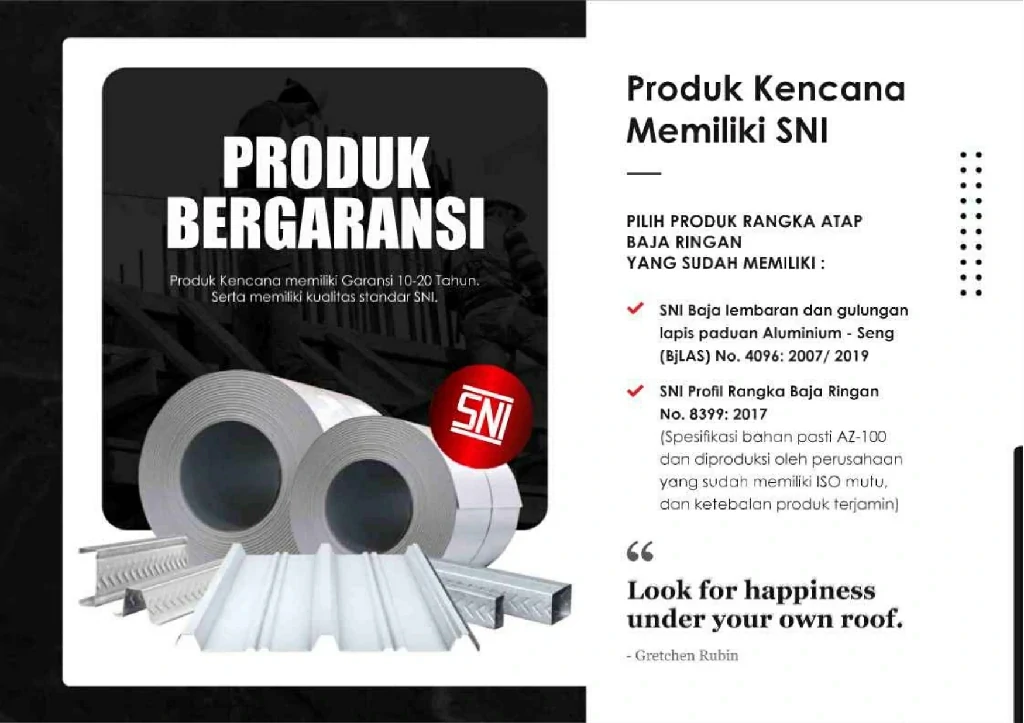 PRODUK
BERGARANSI
Produk Kencana memiliki Garansi 10-20 Tahun.
Serta memiliki kualitas standar SNI.
SNI
Produk Kencana
Memiliki SNI
PILIH PRODUK RANGKA ATAP
BAJA RINGAN
YANG SUDAH MEMILIKI :
SNI Baja lembaran dan gulungan
lapis paduan Aluminium - Seng
(BjLAS) No. 4096: 2007/ 2019
SNI Profil Rangka Baja Ringan
No. 8399: 2017
(Spesifikasi bahan pasti AZ-100
dan diproduksi oleh perusahaan
yang sudah memiliki ISO mutu,
dan ketebalan produk terjamin)
“
Look for happiness
under your own roof.
- Gretchen Rubin